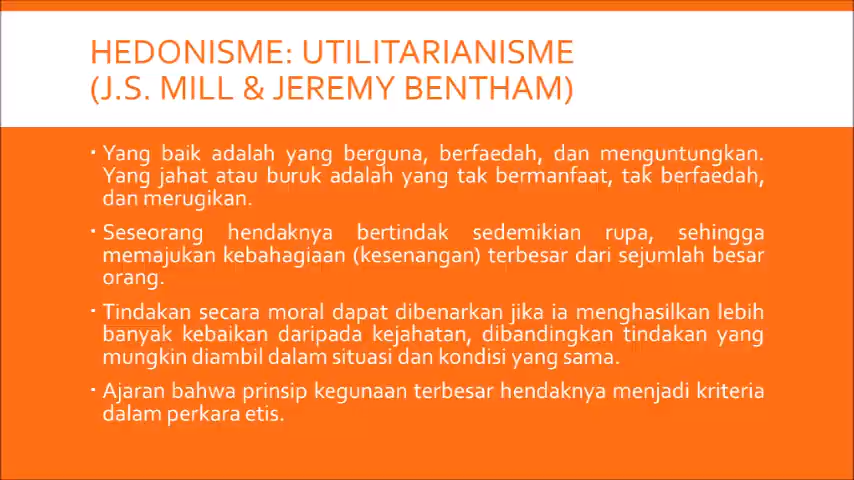 HEDONISME: UTILITARIANISME
(J.S. MILL & JEREMY BENTHAM)
▪ Yang baik adalah yang berguna, berfaedah, dan menguntungkan.
Yang jahat atau buruk adalah yang tak bermanfaat, tak berfaedah,
dan merugikan.
▪ Seseorang hendaknya bertindak sedemikian rupa, sehingga
memajukan kebahagiaan (kesenangan) terbesar dari sejumlah besar
orang.
▪ Tindakan secara moral dapat dibenarkan jika ia menghasilkan lebih
banyak kebaikan daripada kejahatan, dibandingkan tindakan yang
mungkin diambil dalam situasi dan kondisi yang sama.
▪ Ajaran bahwa prinsip kegunaan terbesar hendaknya menjadi kriteria
dalam perkara etis.